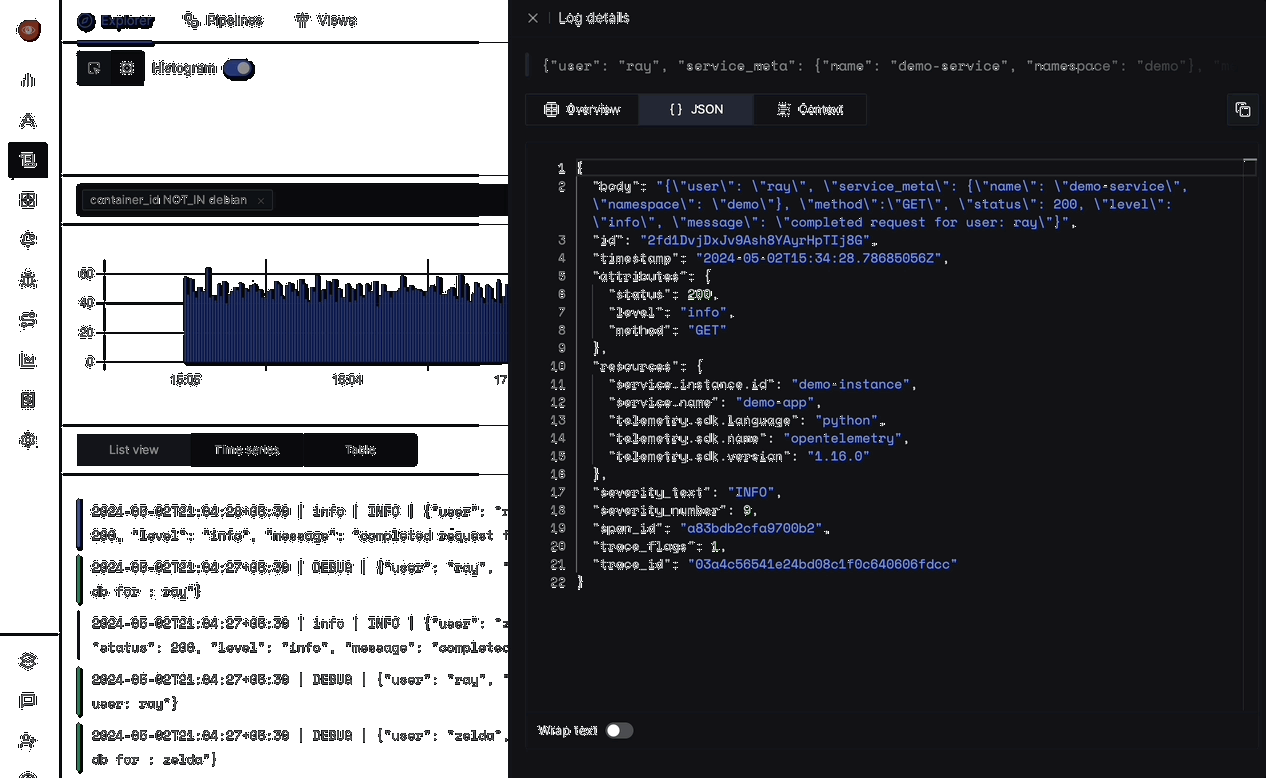 Explorer Pipelines Views
Histogram
container_id NOT_IN debian ×
60
40
20
0
16:04
17
List view Time series Table
2024-05-02T21:04:28+05:30 | info | INFO | {"user": "r
200, "level": "info", "message": "completed request f
2024-05-02T21:04:27+05:30 | DEBUG | {"user": "ray", "
db for : ray"}
2024-05-02T21:04:27+05:30 | info | INFO | {"user": "z
"status": 200, "level": "info", "message": "completed
2024-05-02T21:04:27+05:30 | DEBUG | {"user": "ray", "
user: ray"}
2024-05-02T21:04:27+05:30 | DEBUG | {"user": "zelda",
db for : zelda"}
Log details
{"user": "ray", "service_meta": {"name": "demo-service", "namespace": "demo"}, "m
Overview {} JSON Context
1 {
2 "body": "{\"user\": \"ray\", \"service_meta\": {\"name\": \"demo-service\",
\"namespace\": \"demo\"}, \"method\":\"GET\", \"status\": 200, \"level\":
\"info\", \"message\": \"completed request for user: ray\"}",
3 "id": "2fd1DvjDxJv9Ash8YAyrHpTIj8G",
4 "timestamp": "2024-05-02T15:34:28.78685056Z",
5 "attributes": {
6 "status": 200,
7 "level": "info",
8 "method": "GET"
9 },
10 "resources": {
11 "service.instance.id": "demo-instance",
12 "service.name": "demo-app",
13 "telemetry.sdk.language": "python",
14 "telemetry.sdk.name": "opentelemetry",
15 "telemetry.sdk.version": "1.16.0"
16 },
17 "severity_text": "INFO",
18 "severity_number": 9,
19 "span_id": "a83bdb2cfa9700b2",
20 "trace_flags": 1,
21 "trace_id": "03a4c56541e24bd08c1f0c640606fdcc"
22 }
Wrap text